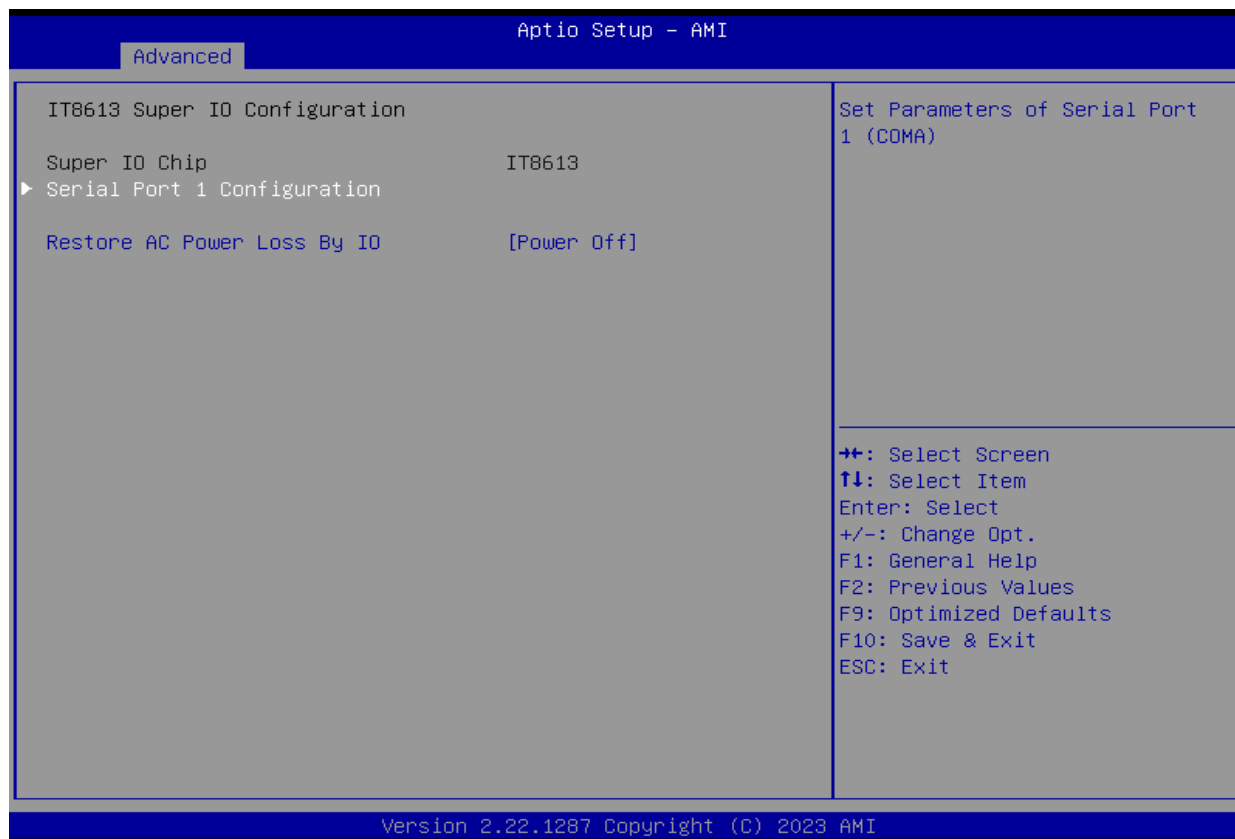 Aptio Setup – AMI
Advanced
IT8613 Super IO Configuration
Super IO Chip IT8613
▶ Serial Port 1 Configuration
Restore AC Power Loss By IO [Power Off]
Set Parameters of Serial Port
1 (COMA)
→←: Select Screen
↑↓: Select Item
Enter: Select
+/-: Change Opt.
F1: General Help
F2: Previous Values
F9: Optimized Defaults
F10: Save & Exit
ESC: Exit
Version 2.22.1287 Copyright (C) 2023 AMI